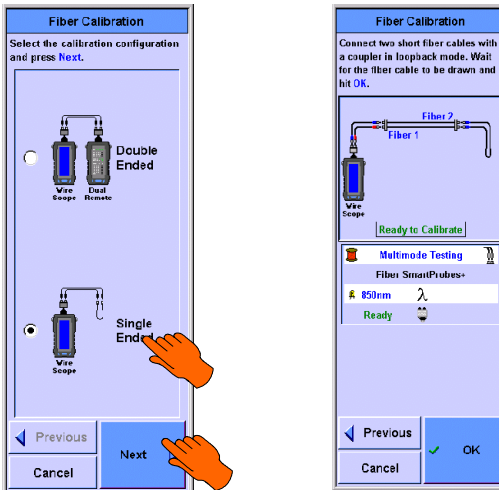 Fiber Calibration
Select the calibration configuration
and press Next.
Double
Ended
Wire
Scope
Dual
Remote
Single
Ended
Wire
Scope
Previous
Next
Cancel
Fiber Calibration
Connect two short fiber cables with
a coupler in loopback mode. Wait
for the fiber cable to be drawn and
hit OK.
Fiber 2
Fiber 1
Wire
Scope
Ready to Calibrate
Multimode Testing
Fiber SmartProbes+
850nm λ
Ready
Previous
OK
Cancel